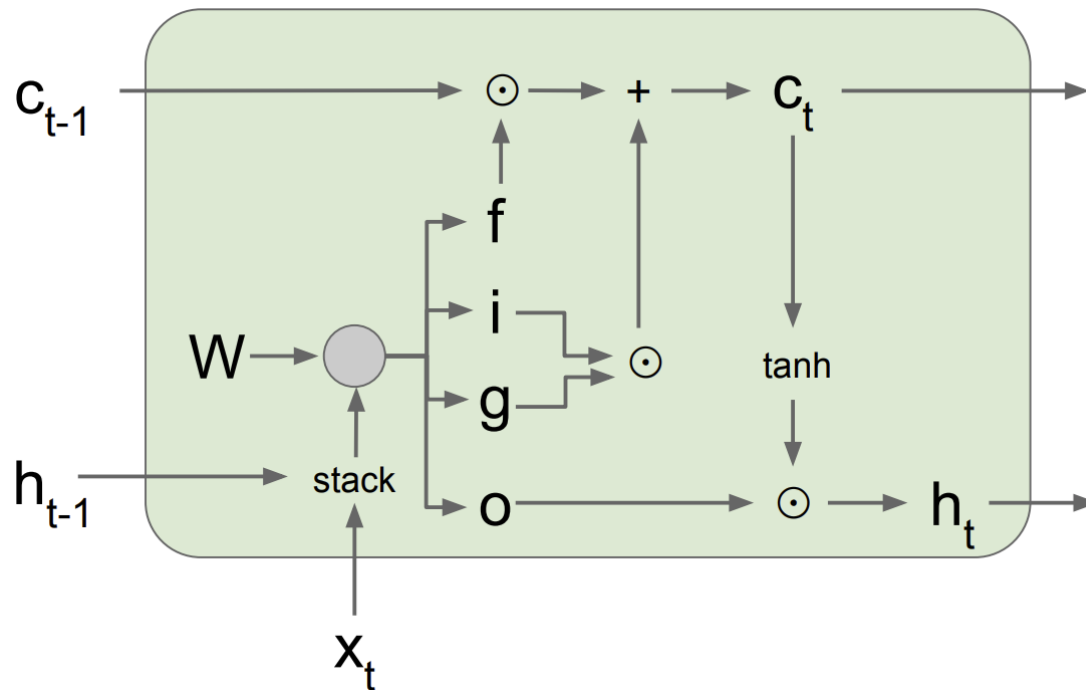 c_{t-1} ⊙ + c_t
f
i
W ⊙ tanh
g
h_{t-1} stack o ⊙ h_t
x_t